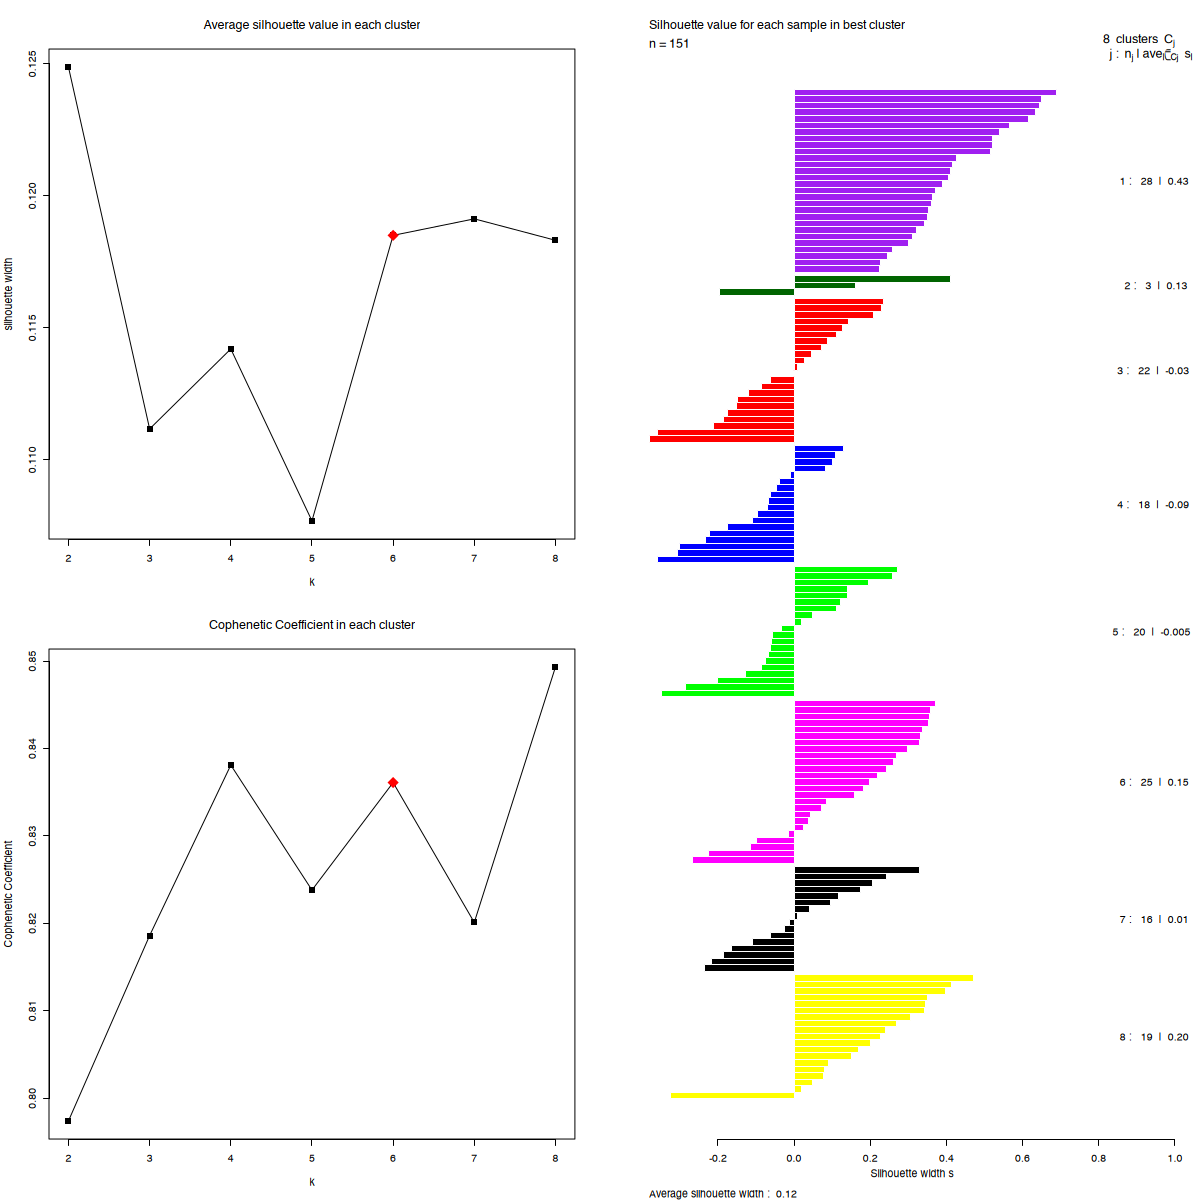 Average silhouette value in each cluster
silhouette width
0.125
0.120
0.115
0.110
2 3 4 5 6 7 8
k
Cophenetic Coefficient in each cluster
Cophenetic Coefficient
0.85
0.84
0.83
0.82
0.81
0.80
2 3 4 5 6 7 8
k
Silhouette value for each sample in best cluster
n = 151
8 clusters Cj
j : nj | avei∈Cj si
1 : 28 | 0.43
2 : 3 | 0.13
3 : 22 | -0.03
4 : 18 | -0.09
5 : 20 | -0.005
6 : 25 | 0.15
7 : 16 | 0.01
8 : 19 | 0.20
-0.2 0.0 0.2 0.4 0.6 0.8 1.0
Silhouette width s
Average silhouette width : 0.12